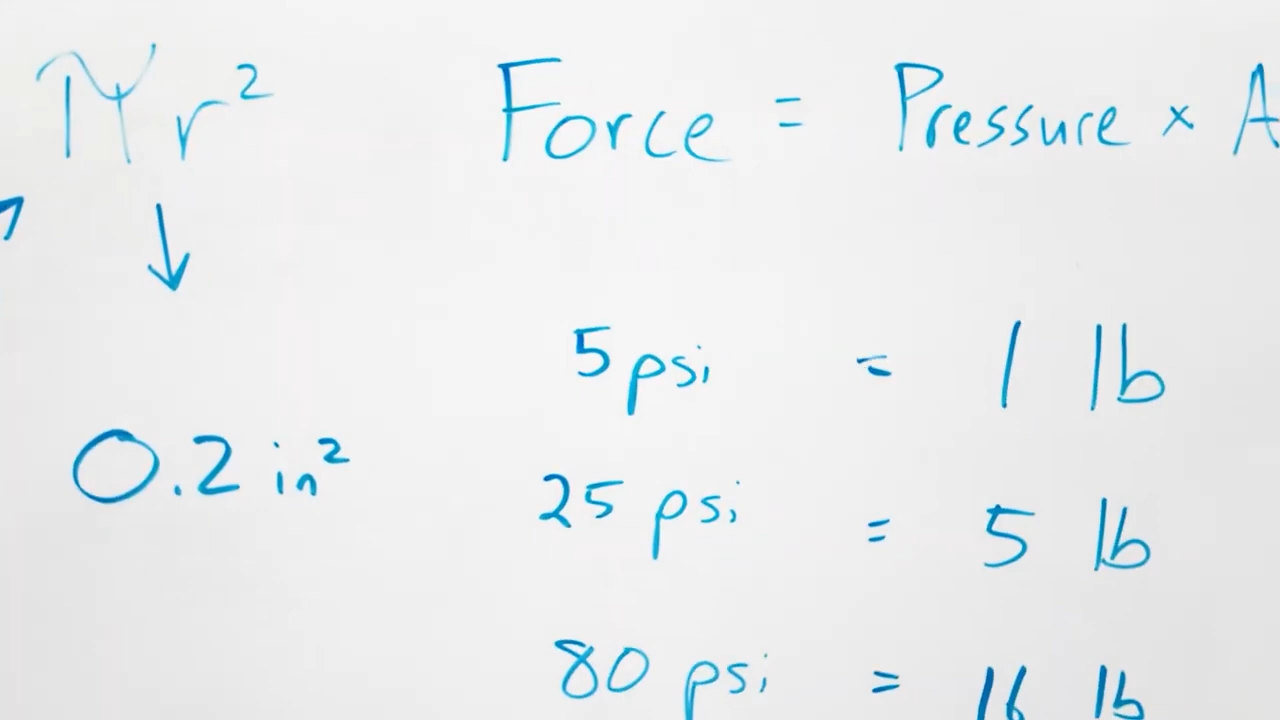 πr²
Force = Pressure × A
5 psi = 1 lb
0.2 in²
25 psi = 5 lb
80 psi = 16 lb